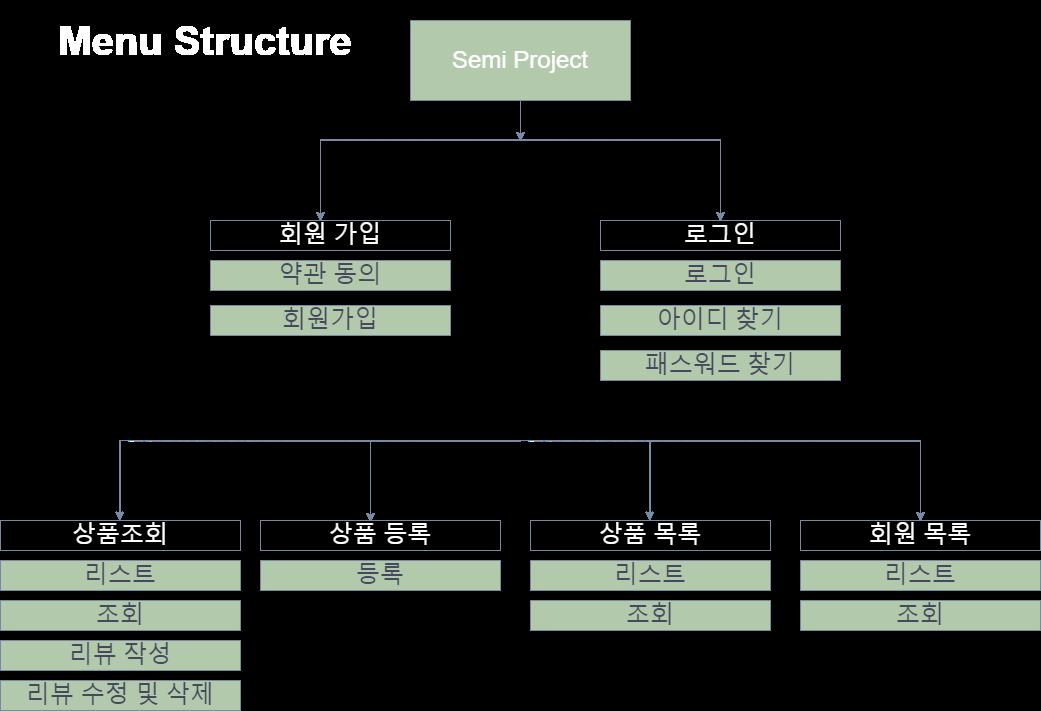 Menu Structure
Semi Project
회원 가입
약관 동의
회원가입
로그인
로그인
아이디 찾기
패스워드 찾기
상품조회
리스트
조회
리뷰 작성
리뷰 수정 및 삭제
상품 등록
등록
상품 목록
리스트
조회
회원 목록
리스트
조회